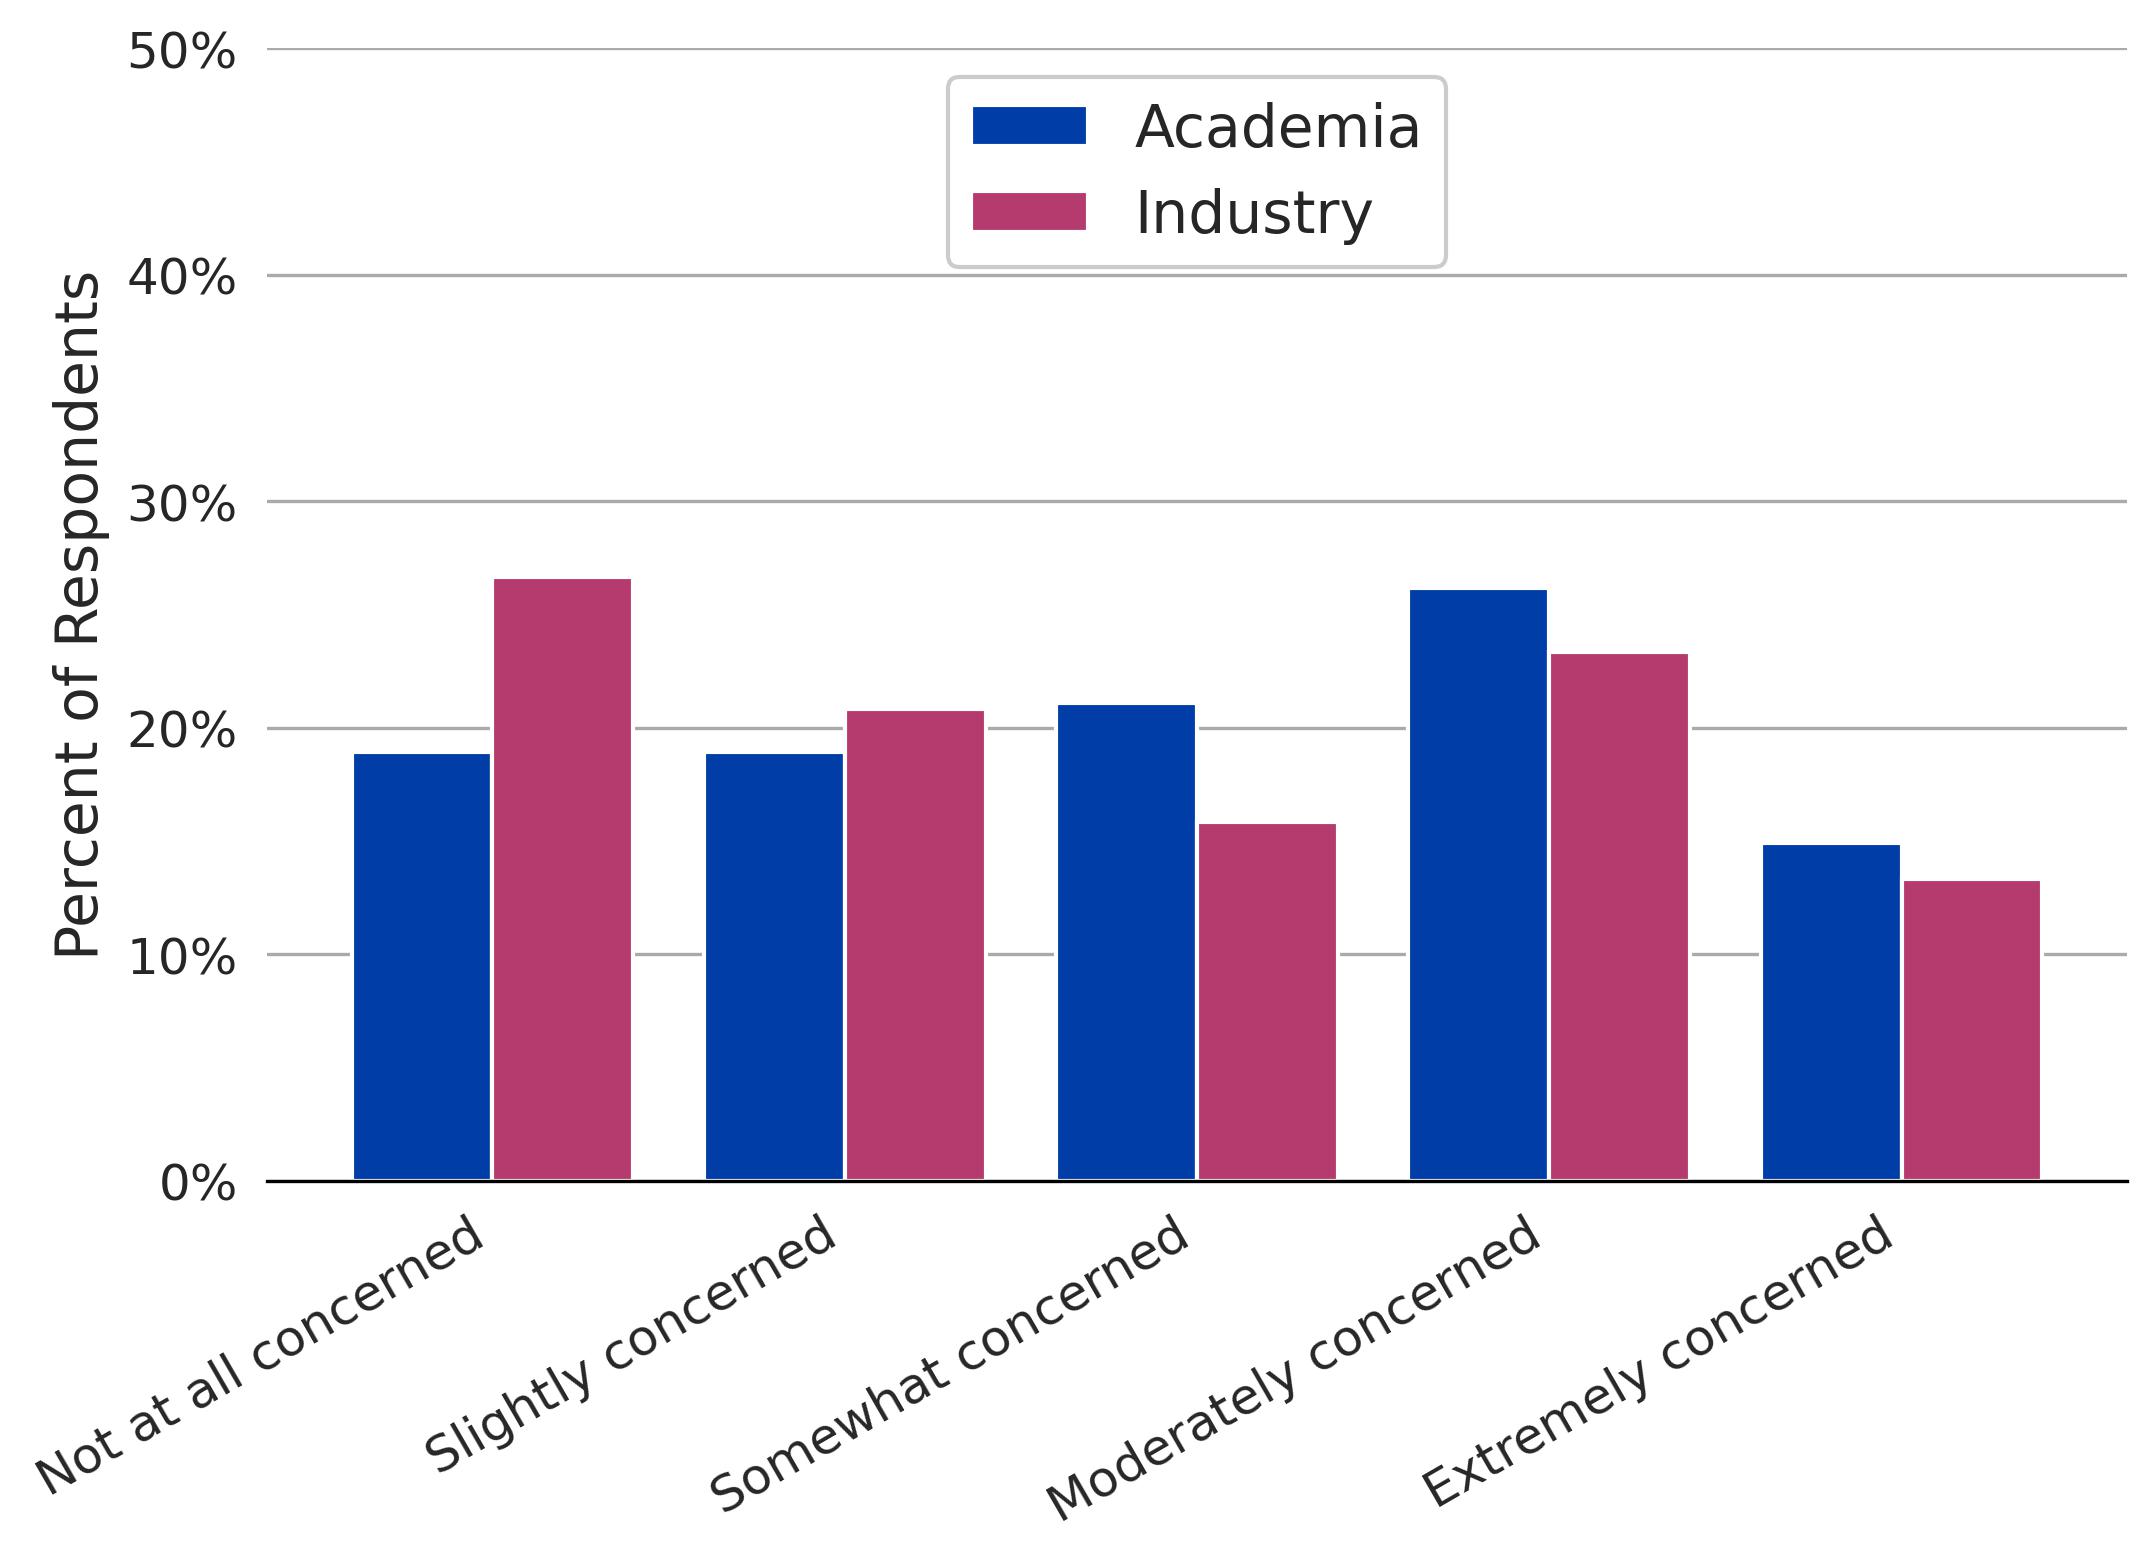 Percent of Respondents
50%
40%
30%
20%
10%
0%
Academia
Industry
Not at all concerned
Slightly concerned
Somewhat concerned
Moderately concerned
Extremely concerned